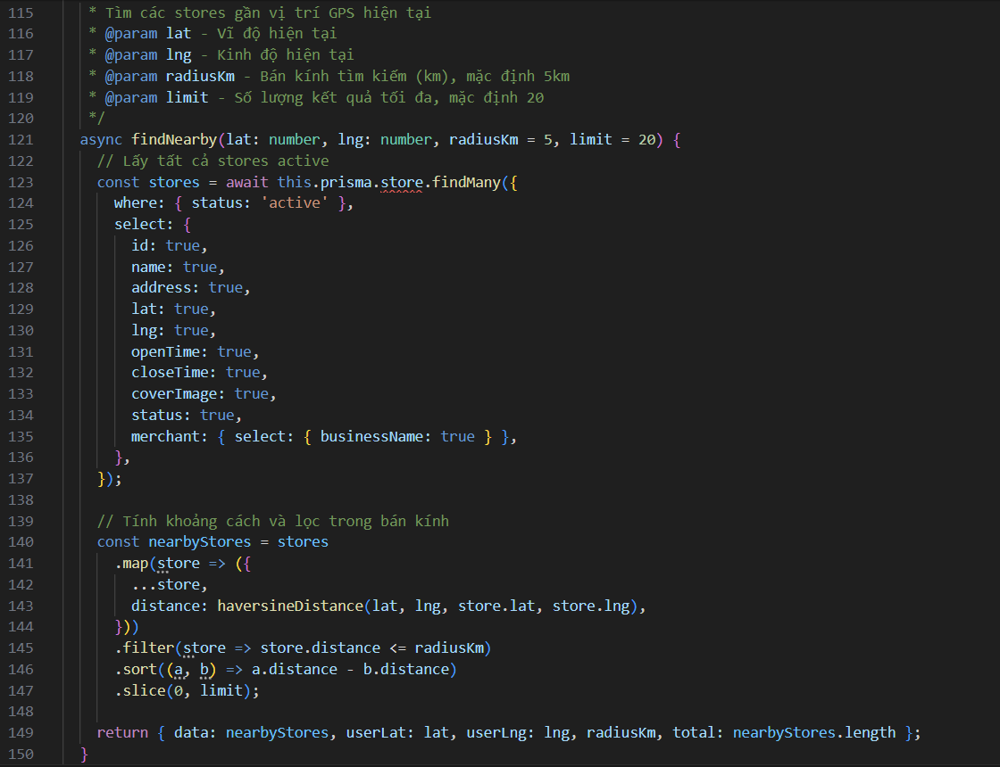 115 * Tìm các stores gần vị trí GPS hiện tại
116 * @param lat - Vĩ độ hiện tại
117 * @param lng - Kinh độ hiện tại
118 * @param radiusKm - Bán kính tìm kiếm (km), mặc định 5km
119 * @param limit - Số lượng kết quả tối đa, mặc định 20
120 */
121 async findNearby(lat: number, lng: number, radiusKm = 5, limit = 20) {
122 // Lấy tất cả stores active
123 const stores = await this.prisma.store.findMany({
124 where: { status: 'active' },
125 select: {
126 id: true,
127 name: true,
128 address: true,
129 lat: true,
130 lng: true,
131 openTime: true,
132 closeTime: true,
133 coverImage: true,
134 status: true,
135 merchant: { select: { businessName: true } },
136 },
137 });
138
139 // Tính khoảng cách và lọc trong bán kính
140 const nearbyStores = stores
141 .map(store => ({
142 ...store,
143 distance: haversineDistance(lat, lng, store.lat, store.lng),
144 }))
145 .filter(store => store.distance <= radiusKm)
146 .sort((a, b) => a.distance - b.distance)
147 .slice(0, limit);
148
149 return { data: nearbyStores, userLat: lat, userLng: lng, radiusKm, total: nearbyStores.length };
150 }